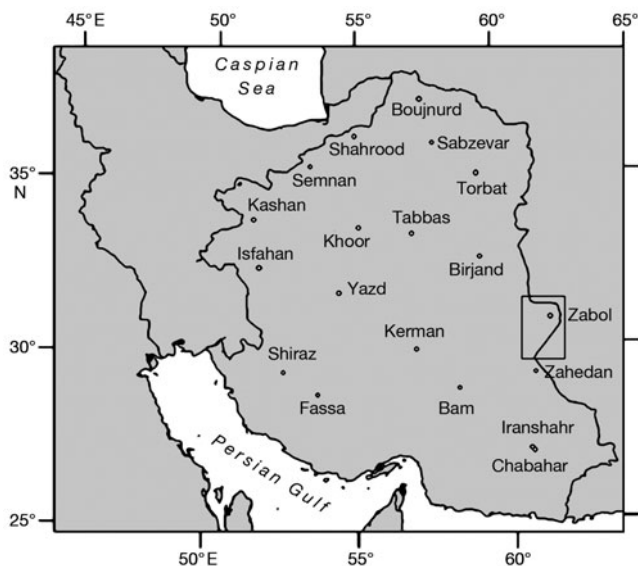 45°E 50° 55° 60° 65°
Caspian
Sea
Boujnurd
Shahrood
Sabzevar
35°
N
Semnan
Torbat
Kashan
Tabbas
Khoor
Isfahan
Birjand
Yazd
Zabol
Kerman
30°
Shiraz
Zahedan
Fassa
Bam
Persian Gulf
Iranshahr
Chabahar
25°
50°E 55° 60°